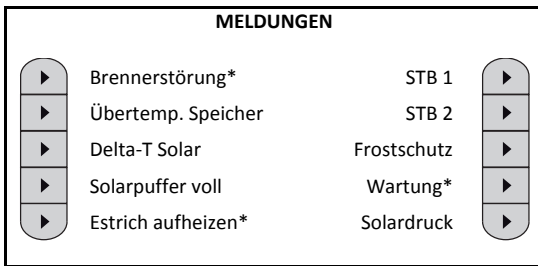 MELDUNGEN
Brennerstörung* STB 1
Übertemp. Speicher STB 2
Delta-T Solar Frostschutz
Solarpuffer voll Wartung*
Estrich aufheizen* Solardruck